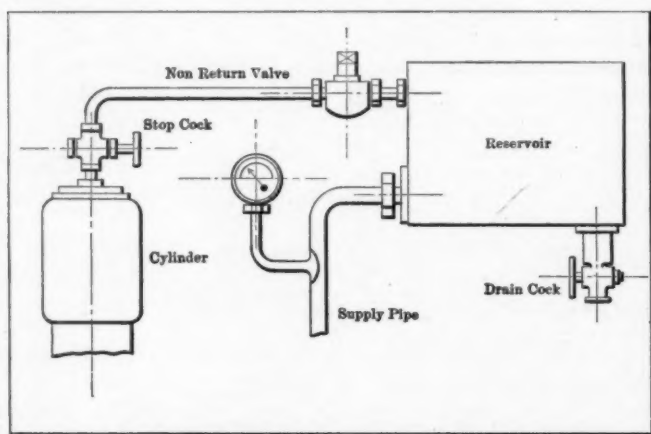 Non Return Valve
Stop Cock
Reservoir
Cylinder
Drain Cock
Supply Pipe